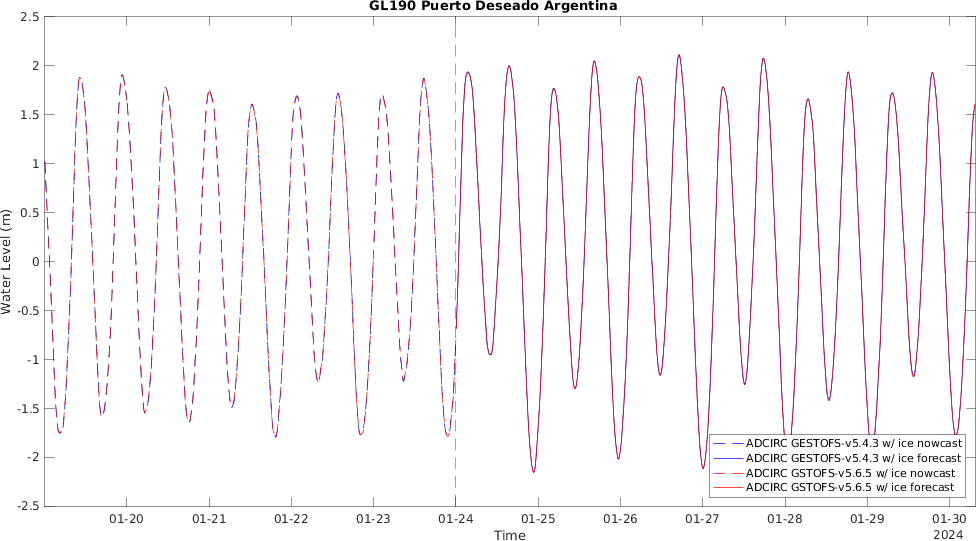 GL190 Puerto Deseado Argentina
Water Level (m)
2.5
2
1.5
1
0.5
0
-0.5
-1
-1.5
-2
-2.5
ADCIRC GESTOFS-v5.4.3 w/ ice nowcast
ADCIRC GESTOFS-v5.4.3 w/ ice forecast
ADCIRC GSTOFS-v5.6.5 w/ ice nowcast
ADCIRC GSTOFS-v5.6.5 w/ ice forecast
01-20 01-21 01-22 01-23 01-24 01-25 01-26 01-27 01-28 01-29 01-30
Time
2024